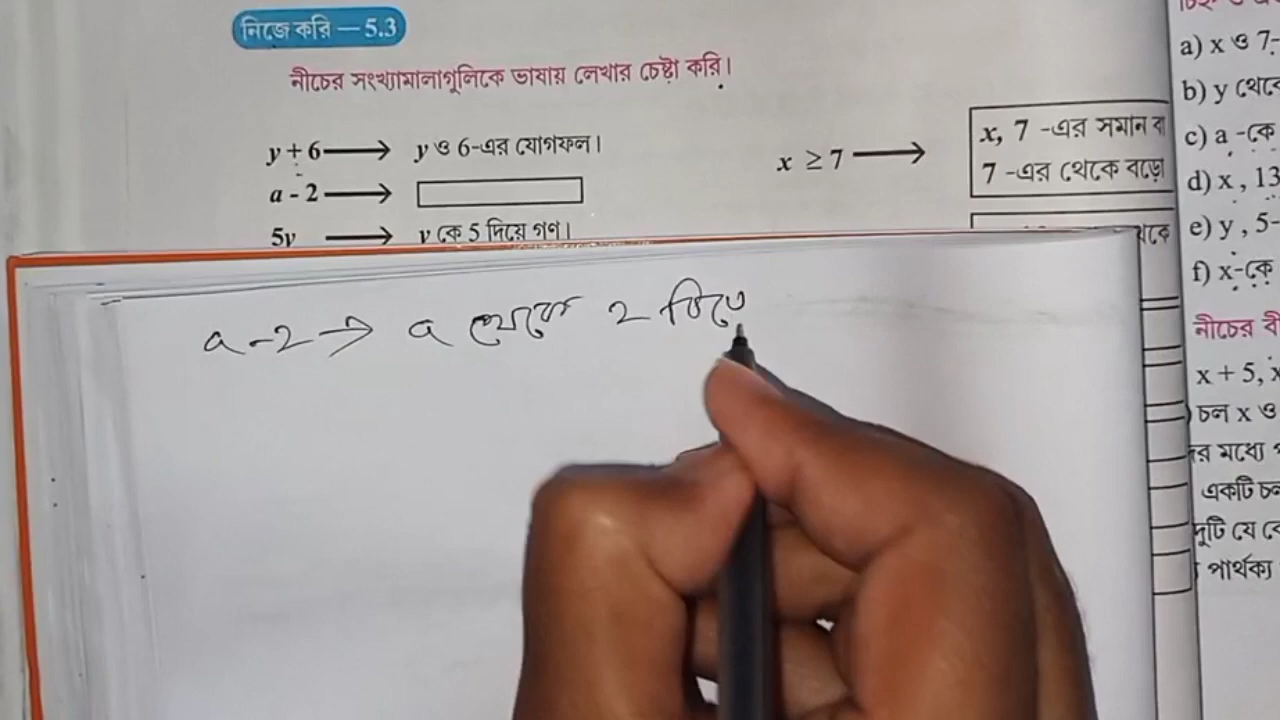 নিজে করি — 5.3
নীচের সংখ্যামালাগুলিকে ভাষায় লেখার চেষ্টা করি।
y + 6 → y ও 6-এর যোগফল।
a - 2 →
5y → y কে 5 দিয়ে গুণ।
x ≥ 7 → x, 7 -এর সমান বা
7 -এর থেকে বড়ো
a - 2 → a থেকে 2
a) x ও 7-
b) y থেকে
c) a -কে
d) x , 13
e) y , 5-
f) x-কে
নীচের বী
x + 5, x
চল x ও
দের মধ্যে
একটি চল
দুটি যে কে
পার্থক্য